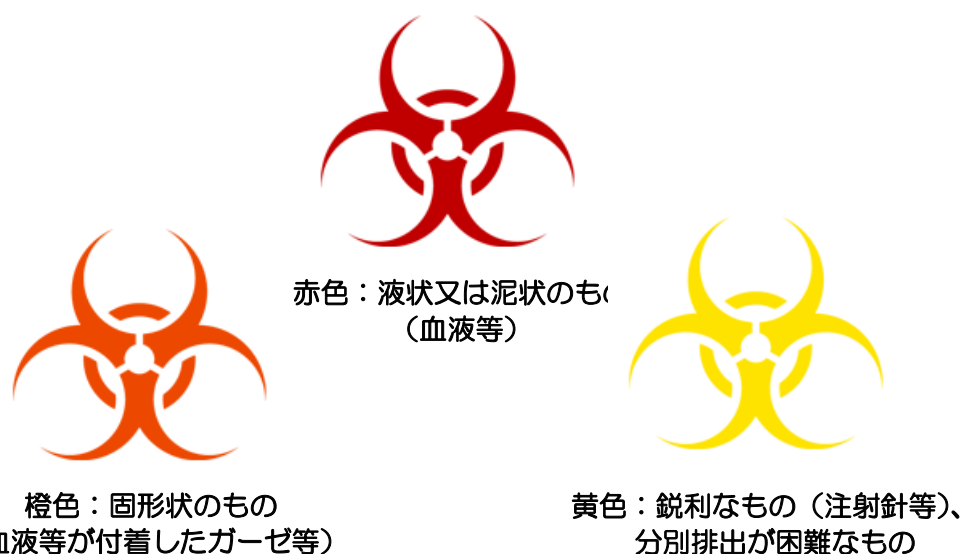 赤色：液状又は泥状のも
（血液等）
橙色：固形状のもの
液等が付着したガーゼ等）
黄色：鋭利なもの（注射針等）、
分別排出が困難なもの